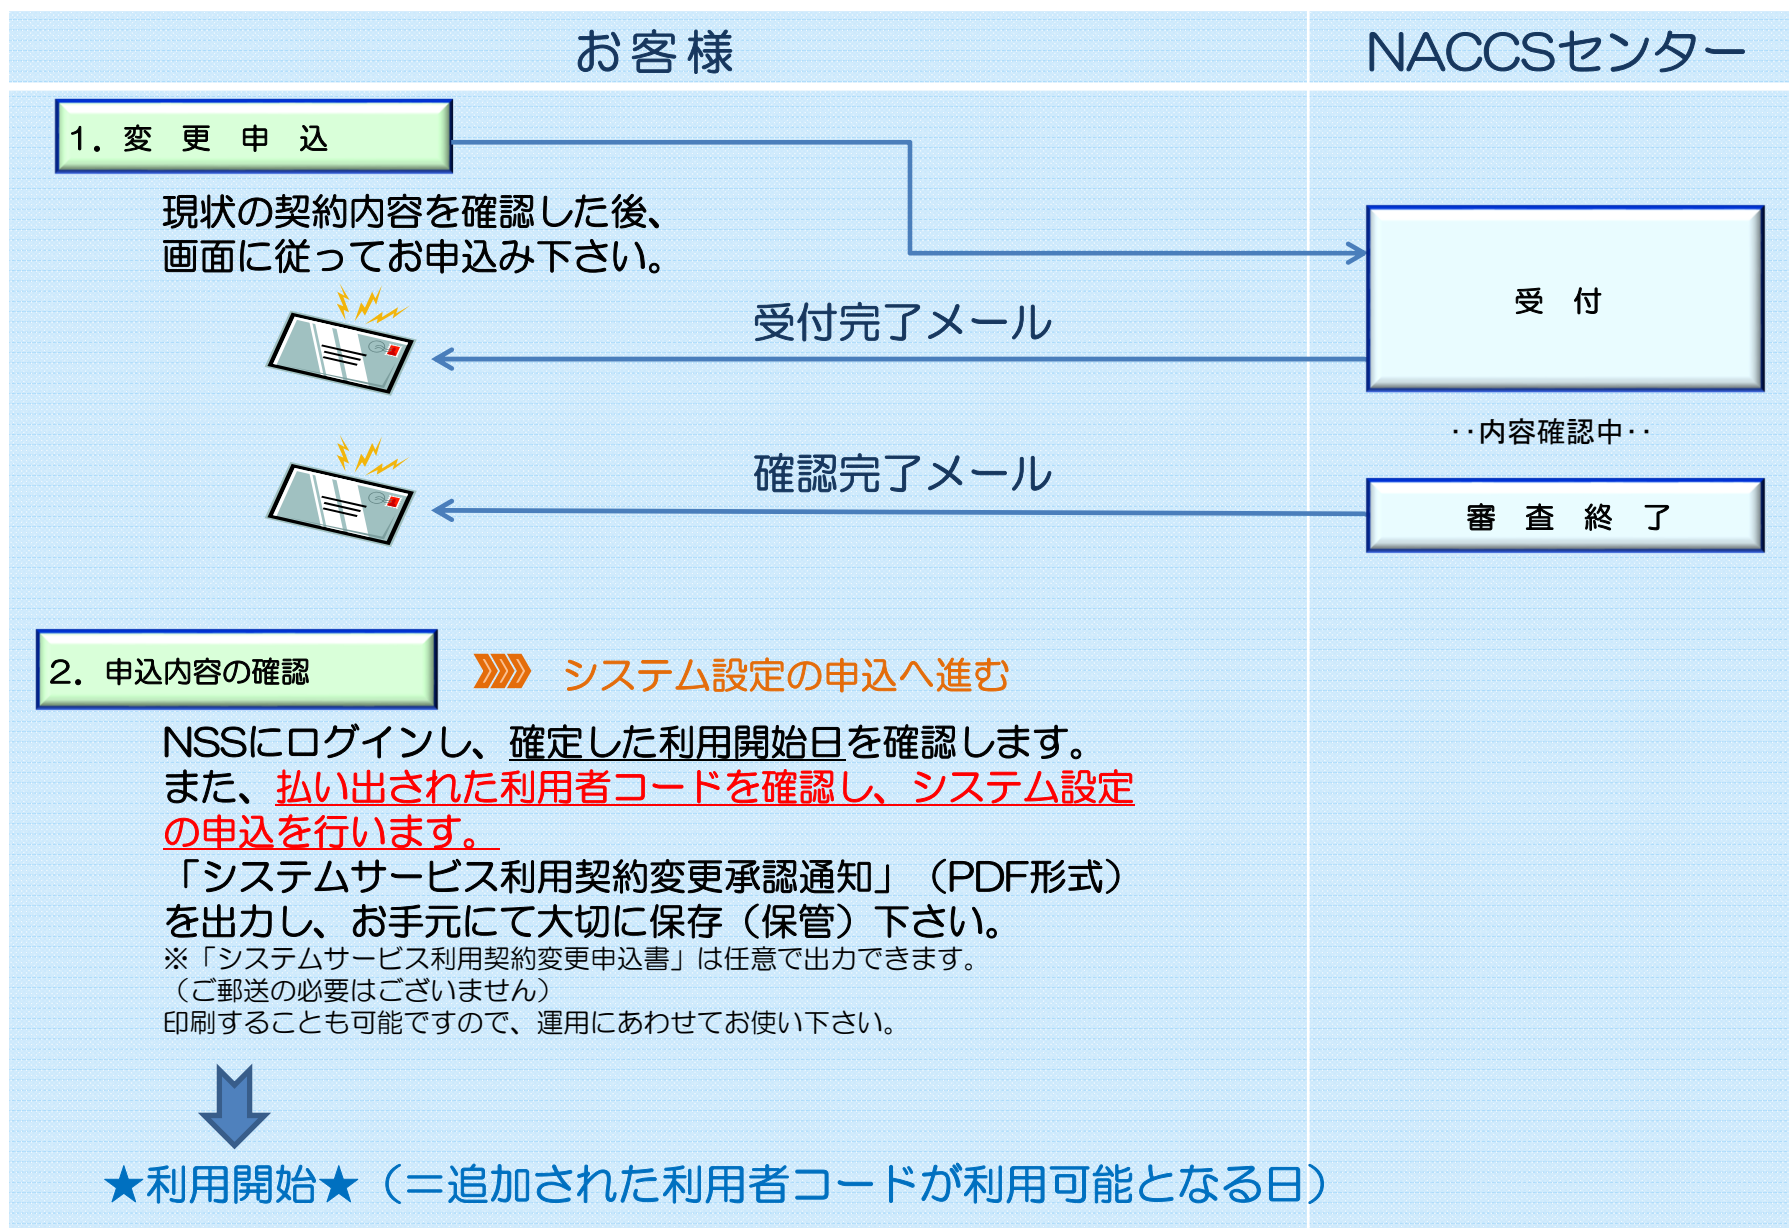 お客様
NACCSセンター
1．変　更　申　込
現状の契約内容を確認した後、
画面に従ってお申込み下さい。
受　付
受付完了メール
‥内容確認中‥
確認完了メール
審　査　終　了
2．申込内容の確認
システム設定の申込へ進む
NSSにログインし、確定した利用開始日を確認します。
また、払い出された利用者コードを確認し、システム設定
の申込を行います。
「システムサービス利用契約変更承認通知」（PDF形式）
を出力し、お手元にて大切に保存（保管）下さい。
※「システムサービス利用契約変更申込書」は任意で出力できます。
（ご郵送の必要はございません）
印刷することも可能ですので、運用にあわせてお使い下さい。
★利用開始★（＝追加された利用者コードが利用可能となる日）